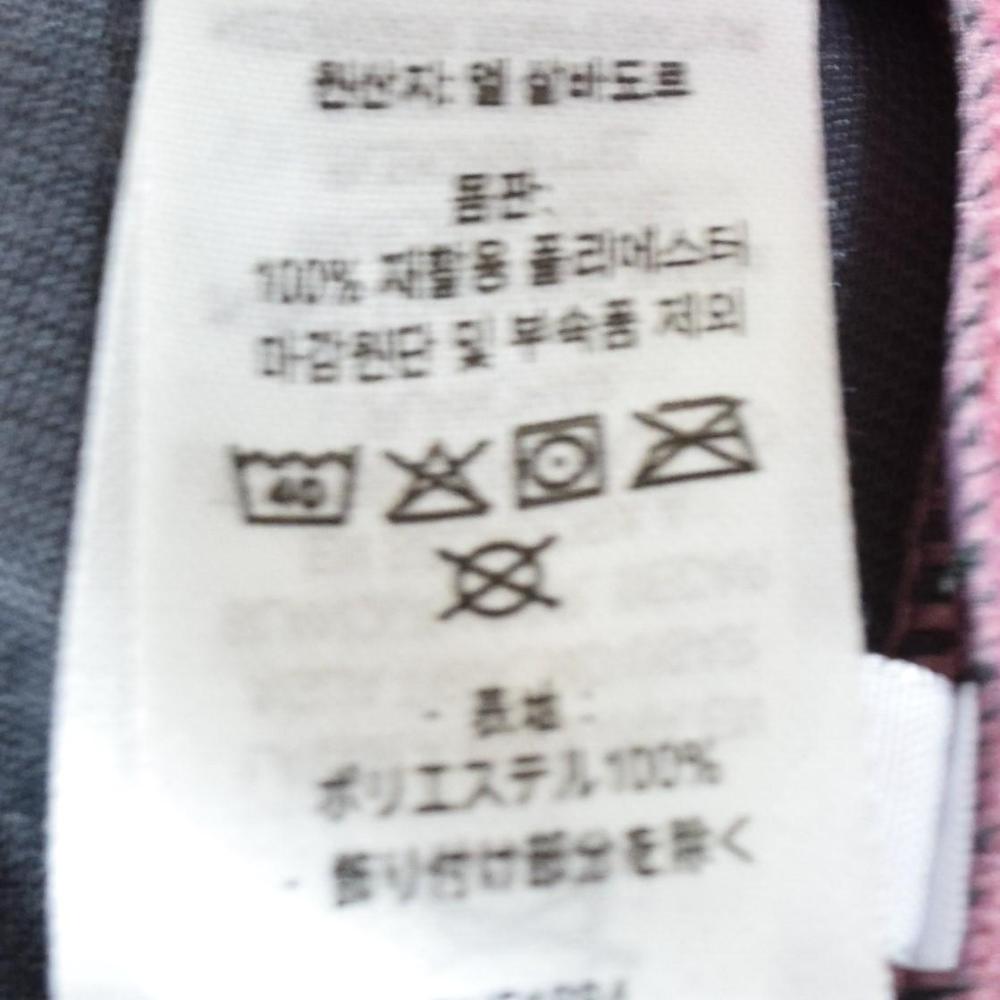 원산지: 엘 살바도르
몸판:
100% 재활용 폴리에스터
마감원단 및 부속품 제외
40
- 表地 -
ポリエステル100%
- 飾り付け部分を除く